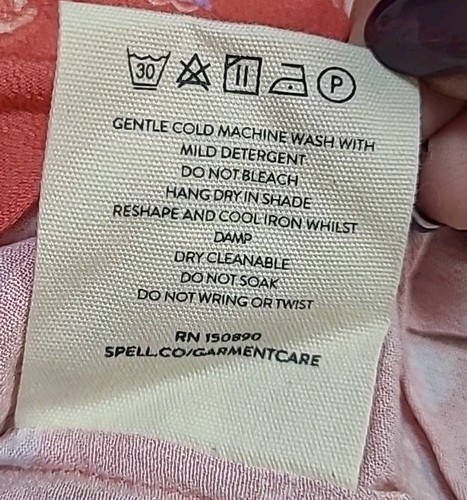 30 P
GENTLE COLD MACHINE WASH WITH
MILD DETERGENT
DO NOT BLEACH
HANG DRY IN SHADE
RESHAPE AND COOL IRON WHILST
DAMP
DRY CLEANABLE
DO NOT SOAK
DO NOT WRING OR TWIST
RN 150890
SPELL.CO/GARMENTCARE